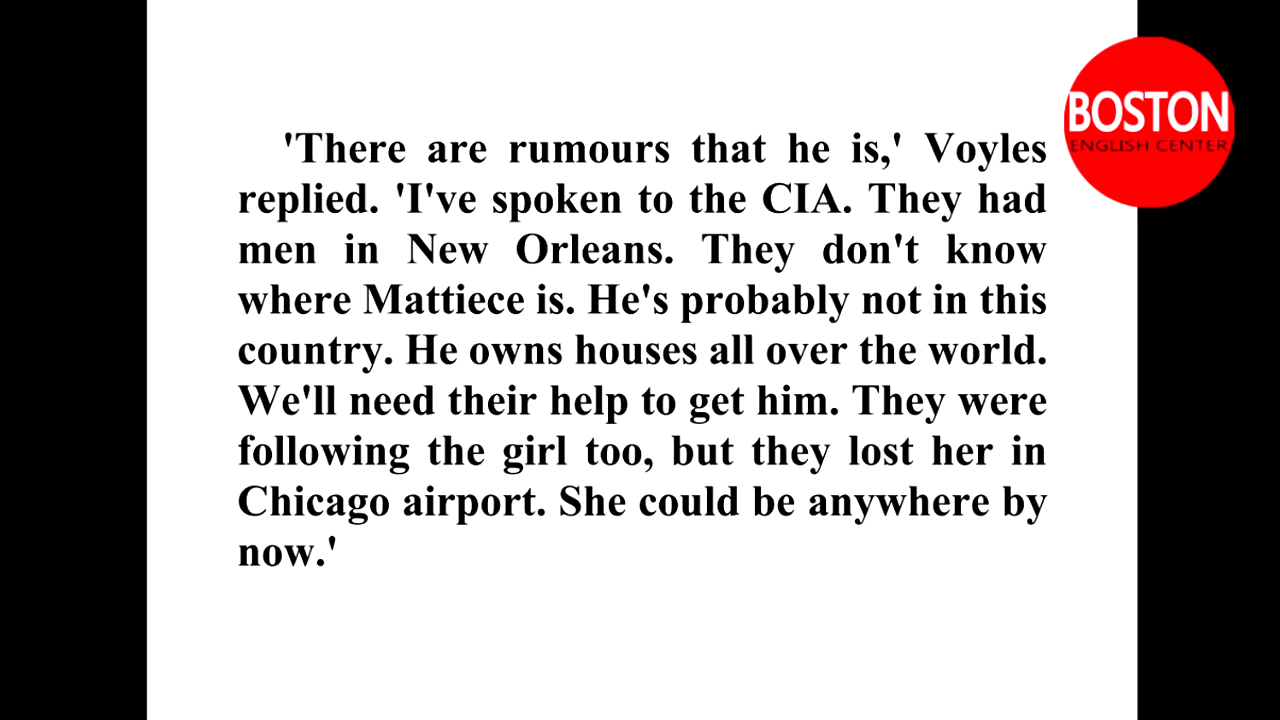 'There are rumours that he is,' Voyles
replied. 'I've spoken to the CIA. They had
men in New Orleans. They don't know
where Mattiece is. He's probably not in this
country. He owns houses all over the world.
We'll need their help to get him. They were
following the girl too, but they lost her in
Chicago airport. She could be anywhere by
now.'
BOSTON
ENGLISH CENTER